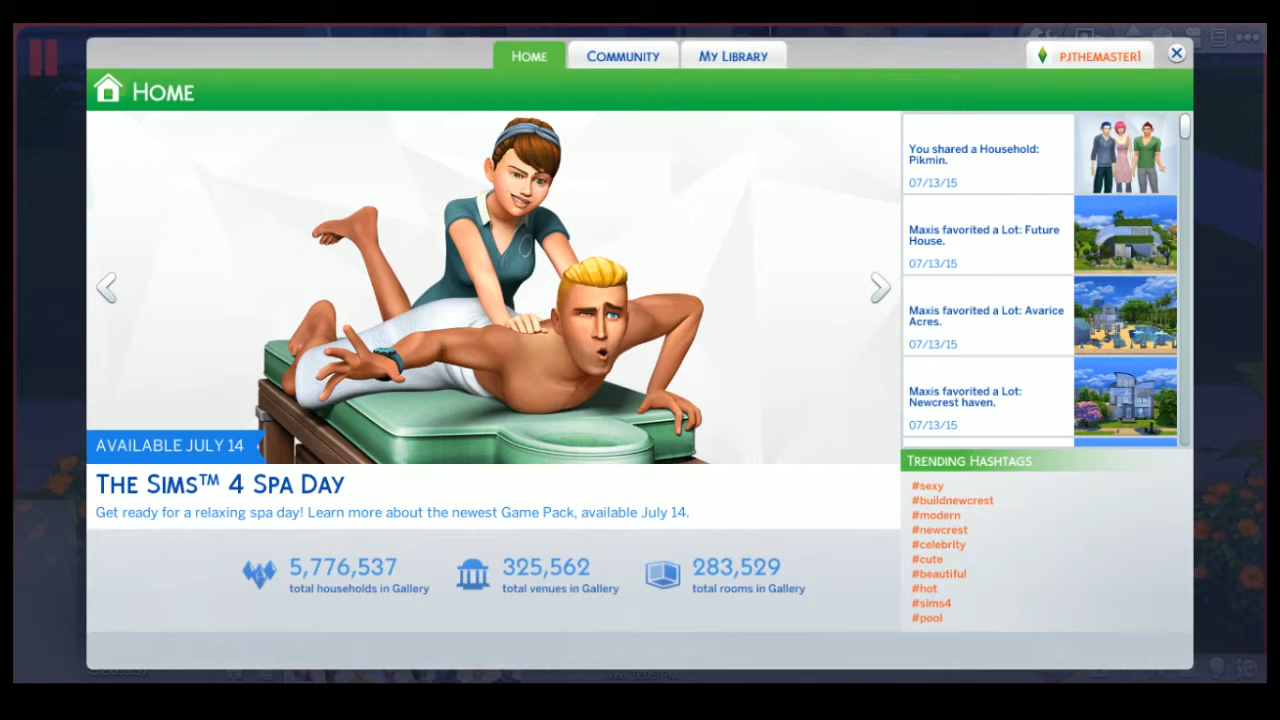 HOME
COMMUNITY
MY LIBRARY
PJTHEMASTER1
HOME
You shared a Household:
Pikmin.
07/13/15
Maxis favorited a Lot: Future
House.
07/13/15
Maxis favorited a Lot: Avarice
Acres.
07/13/15
Maxis favorited a Lot:
Newcrest haven.
07/13/15
AVAILABLE JULY 14
THE SIMS™ 4 SPA DAY
Get ready for a relaxing spa day! Learn more about the newest Game Pack, available July 14.
5,776,537
total households in Gallery
325,562
total venues in Gallery
283,529
total rooms in Gallery
TRENDING HASHTAGS
#sexy
#buildnewcrest
#modern
#newcrest
#celebrity
#cute
#beautiful
#hot
#sims4
#pool